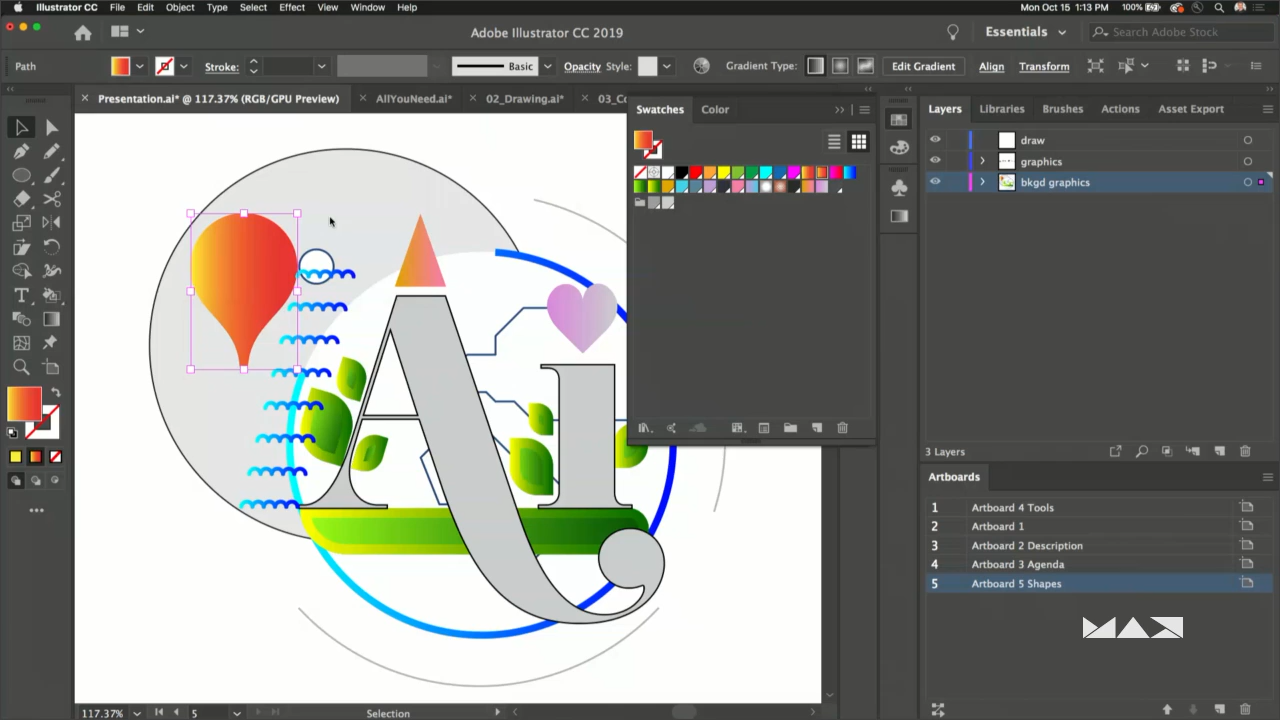 Illustrator CC File Edit Object Type Select Effect View Window Help Mon Oct 15 1:13 PM 100%
Adobe Illustrator CC 2019 Essentials Search Adobe Stock
Path Stroke: Basic Opacity Style: Gradient Type: Edit Gradient Align Transform
Presentation.ai* @ 117.37% (RGB/GPU Preview) AllYouNeed.ai* 02_Drawing.ai* 03_Co
Swatches Color
Layers Libraries Brushes Actions Asset Export
draw
graphics
bkgd graphics
Ai
3 Layers
Artboards
1 Artboard 4 Tools
2 Artboard 1
3 Artboard 2 Description
4 Artboard 3 Agenda
5 Artboard 5 Shapes
MAX
117.37% 5 Selection